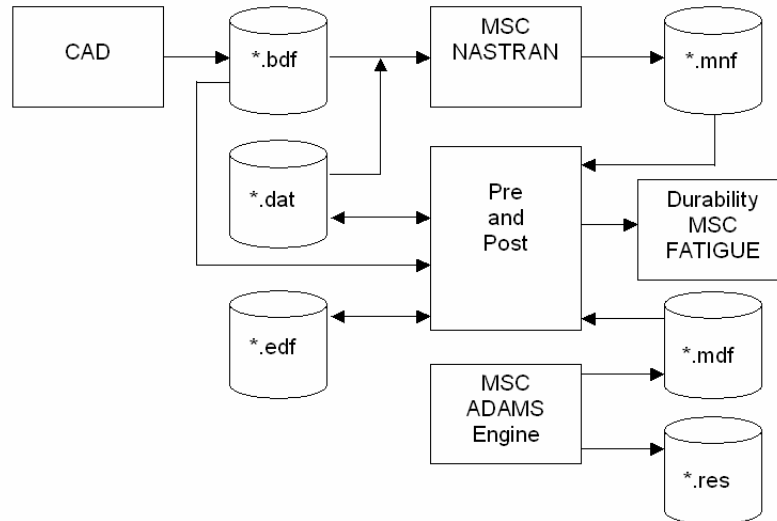 CAD
*.bdf
MSC
NASTRAN
*.mnf
*.dat
Pre
and
Post
Durability
MSC
FATIGUE
*.edf
*.mdf
MSC
ADAMS
Engine
*.res